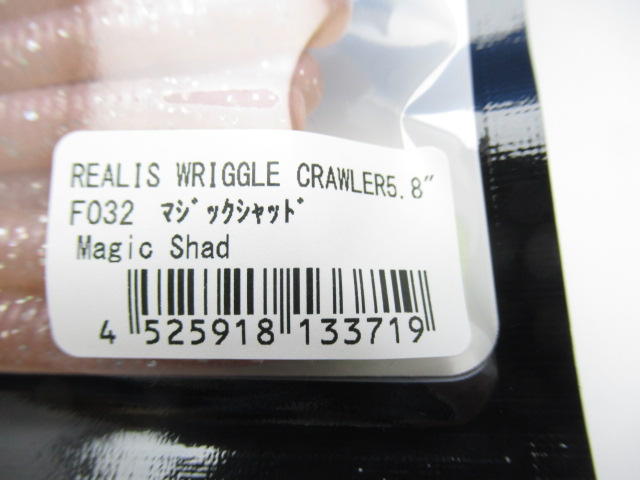 REALIS WRIGGLE CRAWLER5.8"
F032 ﾏｼﾞｯｸｼｬｯﾄﾞ
Magic Shad
4 525918 133719